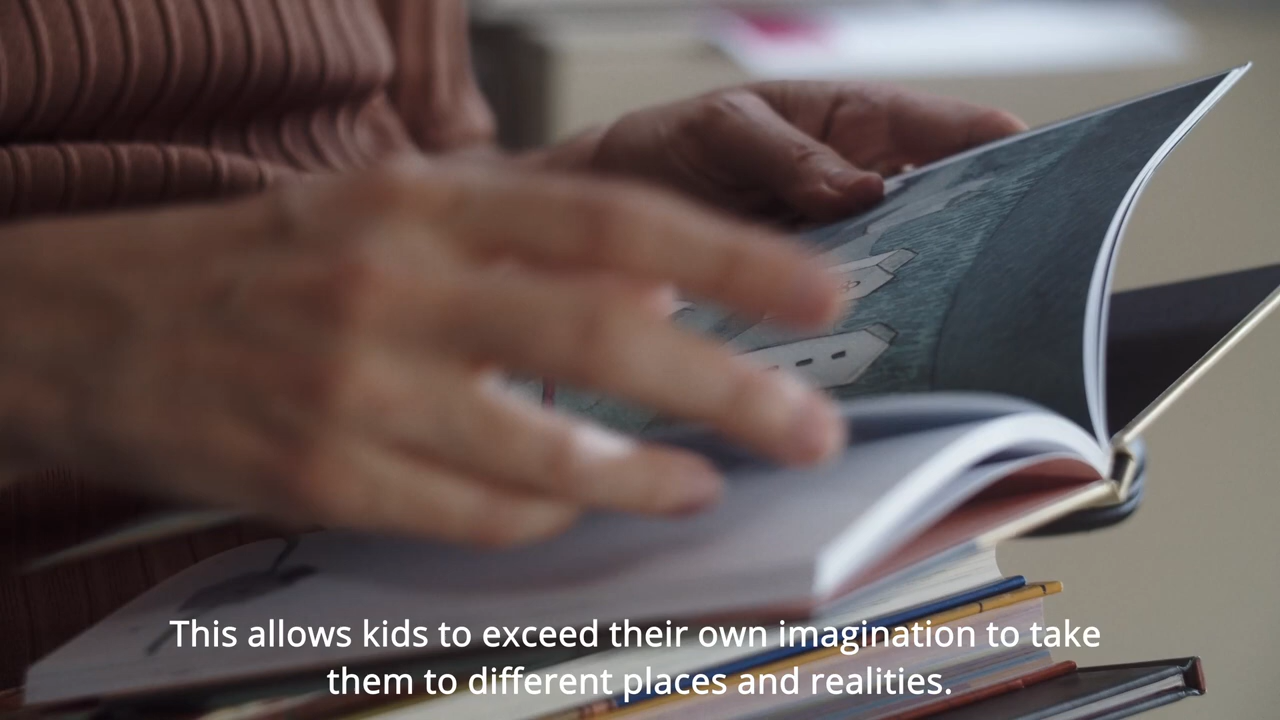 This allows kids to exceed their own imagination to take
them to different places and realities.